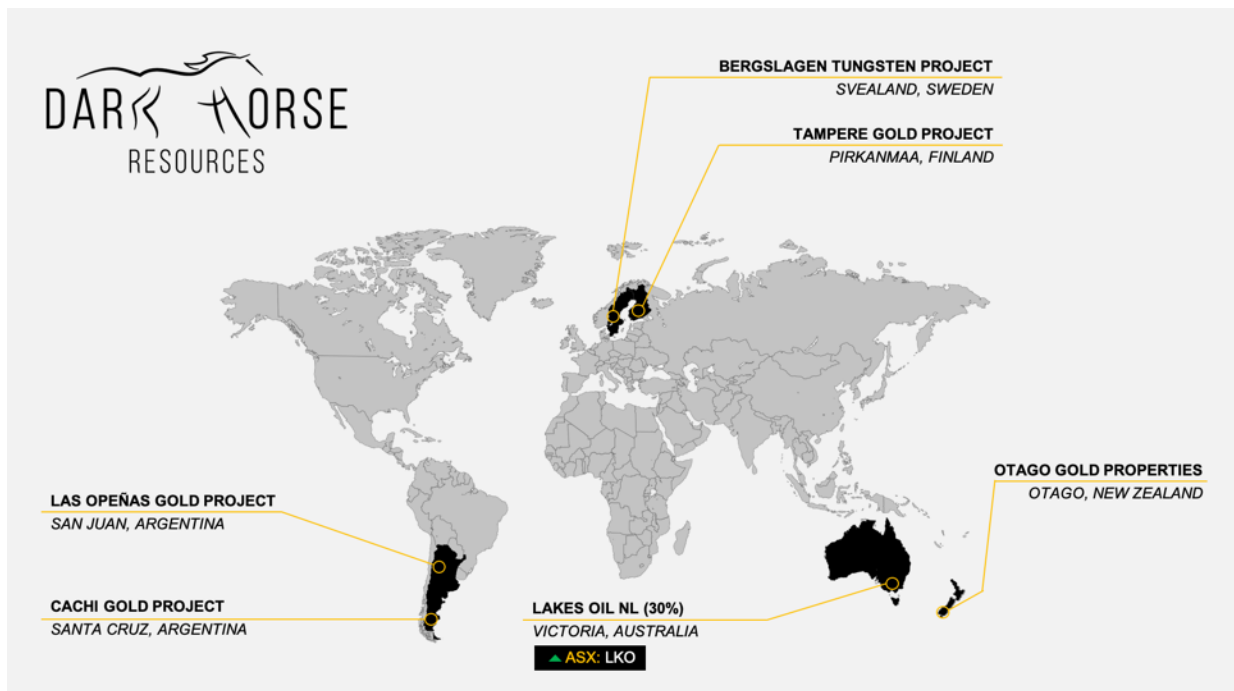 DARK HORSE
RESOURCES
BERGSLAGEN TUNGSTEN PROJECT
SVEALAND, SWEDEN
TAMPERE GOLD PROJECT
PIRKANMAA, FINLAND
OTAGO GOLD PROPERTIES
OTAGO, NEW ZEALAND
LAS OPEÑAS GOLD PROJECT
SAN JUAN, ARGENTINA
CACHI GOLD PROJECT
SANTA CRUZ, ARGENTINA
LAKES OIL NL (30%)
VICTORIA, AUSTRALIA
ASX: LKO